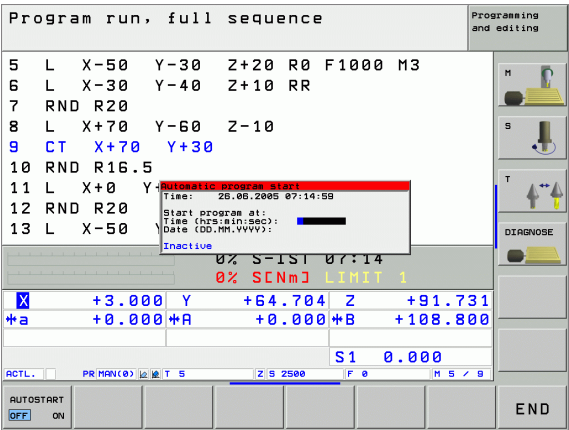 Program run, full sequence
Programming
and editing
5 L X-50 Y-30 Z+20 R0 F1000 M3
6 L X-30 Y-40 Z+10 RR
7 RND R20
8 L X+70 Y-60 Z-10
9 CT X+70 Y+30
10 RND R16.5
11 L X+0 Y
12 RND R20
13 L X-50
Automatic program start
Time: 26.06.2005 07:14:59
Start program at:
Time (hrs:min:sec):
Date (DD.MM.YYYY):
Inactive
0% S-IST 07:14
0% S[Nm] LIMIT 1
X +3.000 Y +64.704 Z +91.731
a +0.000 A +0.000 B +108.800
S1 0.000
ACTL. PR MAN(0) T 5 Z S 2500 F 0 M 5 / 9
M
S
T
DIAGNOSE
AUTOSTART
OFF ON
END